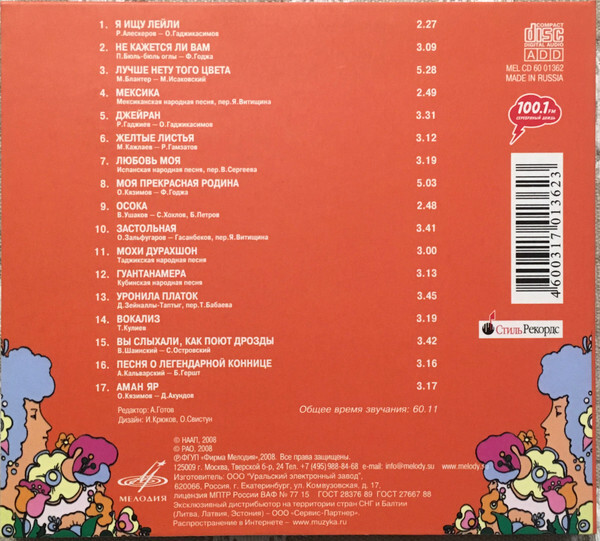 1. Я ИЩУ ЛЕЙЛИ 2.27
Р.Алескеров – О.Гаджикасимов
2. НЕ КАЖЕТСЯ ЛИ ВАМ 3.09
П.Бюль-бюль оглы – Ф.Годжа
3. ЛУЧШЕ НЕТУ ТОГО ЦВЕТА 5.28
М.Блантер – М.Исаковский
4. МЕКСИКА 2.49
Мексиканская народная песня, пер.Я.Витищина
5. ДЖЕЙРАН 3.31
Р.Гаджиев – О.Гаджикасимов
6. ЖЕЛТЫЕ ЛИСТЬЯ 3.12
М.Кажлаев – Р.Гамзатов
7. ЛЮБОВЬ МОЯ 3.19
Испанская народная песня, пер.В.Сергеева
8. МОЯ ПРЕКРАСНАЯ РОДИНА 5.03
О.Кязимов – Ф.Годжа
9. ОСОКА 2.48
В.Ушаков – С.Хохлов, Б.Петров
10. ЗАСТОЛЬНАЯ 3.41
О.Зальфугаров – Гасанбеков, пер.Я.Витищина
11. МОХИ ДУРАХШОН 3.00
Таджикская народная песня
12. ГУАНТАНАМЕРА 3.13
Кубинская народная песня
13. УРОНИЛА ПЛАТОК 3.45
Д.Зейналлы-Таптыг, пер.Т.Бабаева
14. ВОКАЛИЗ 3.19
Т.Кулиев
15. ВЫ СЛЫХАЛИ, КАК ПОЮТ ДРОЗДЫ 3.42
В.Шаинский – С.Островский
16. ПЕСНЯ О ЛЕГЕНДАРНОЙ КОННИЦЕ 3.16
А.Кальварский – Б.Гершт
17. АМАН ЯР 3.17
О.Кязимов – Д.Акундов
Редактор: А.Готов
Дизайн: И.Крюков, О.Свистун
Общее время звучания: 60.11
COMPACT
disc
DIGITAL AUDIO
ADD
MEL CD 60 01362
MADE IN RUSSIA
100.1 FM
СЕРЕБРЯНЫЙ ДОЖДЬ
4600317013623
Стиль Рекордс
МЕЛОДИЯ
© НААП, 2008
© РАО, 2008
℗ФГУП «Фирма Мелодия»,2008. Все права защищены.
125009 г. Москва, Тверской б-р, 24 Тел. +7 (495) 988-84-68 e-mail: info@melody.su www.melody.su
Изготовитель: ООО "Уральский электронный завод",
620066, Россия, г. Екатеринбург, ул. Комвузовская, д. 17.
лицензия МПТР России ВАФ № 77 15 ГОСТ 28376 89 ГОСТ 27667 88
Эксклюзивный дистрибьютор на территории стран СНГ и Балтии
(Литва, Латвия, Эстония) – ООО «Сервис-Партнер».
Распространение в Интернете – www.muzyka.ru